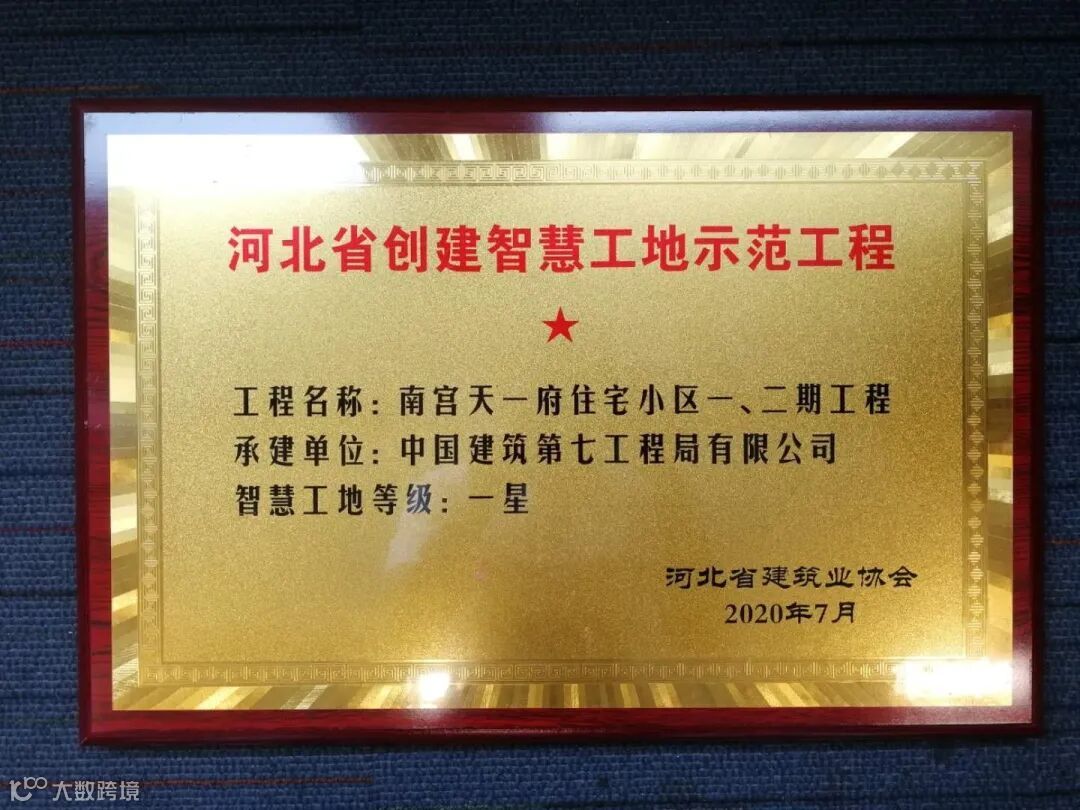 河北省创建智慧工地示范工程
工程名称：南宫天一府住宅小区一、二期工程
承建单位：中国建筑第七工程局有限公司
智慧工地等级：一星
河北省建筑业协会
2020年7月
大数跨境